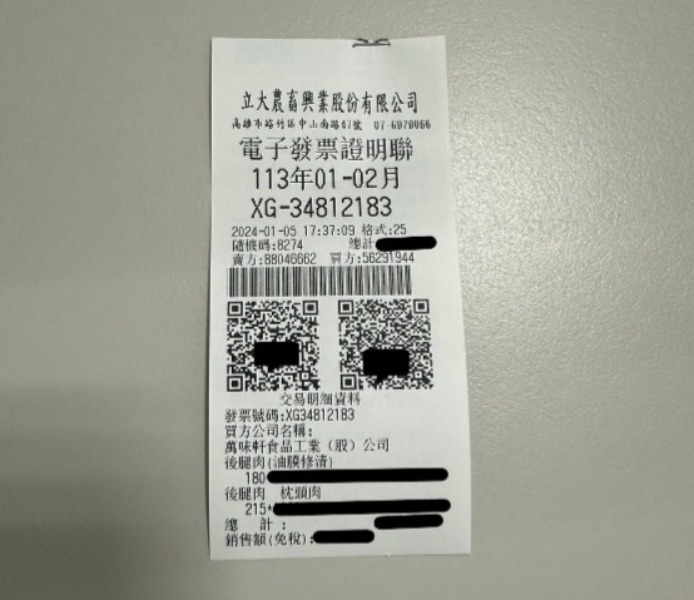 立大農畜興業股份有限公司
高雄市路竹區中山南路67號 07-6979066
電子發票證明聯
113年01-02月
XG-34812183
2024-01-05 17:37:09 格式:25
隨機碼:8274 總計
賣方:88046662 買方:56291944
交易明細資料
發票號碼:XG34812183
買方公司名稱:
萬味軒食品工業(股)公司
後腿肉(油膜修清)
180
後腿肉 枕頭肉
215*
總 計 :
銷售額(免稅):